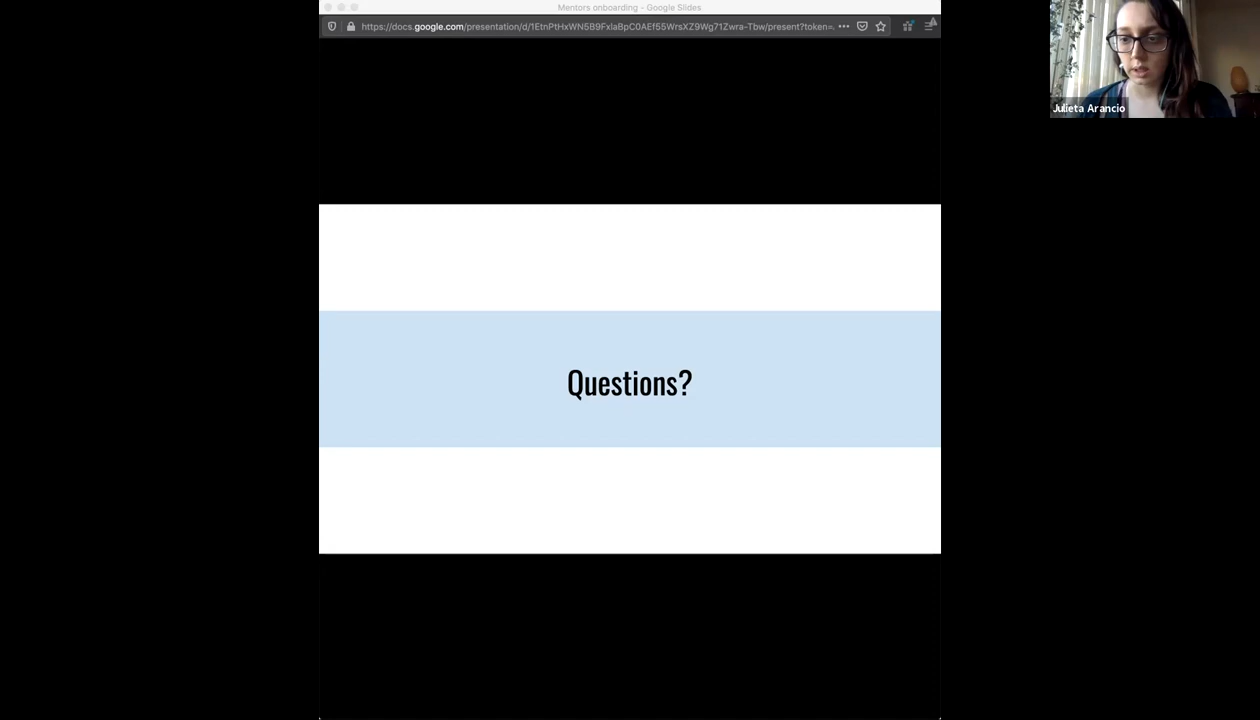 Mentors onboarding - Google Slides
https://docs.google.com/presentation/d/1EtnPtHxWN5B9FxlaBpC0AEf55WrsXZ9Wg71Zwra-Tbw/present?token=.
Julieta Arancio
Questions?